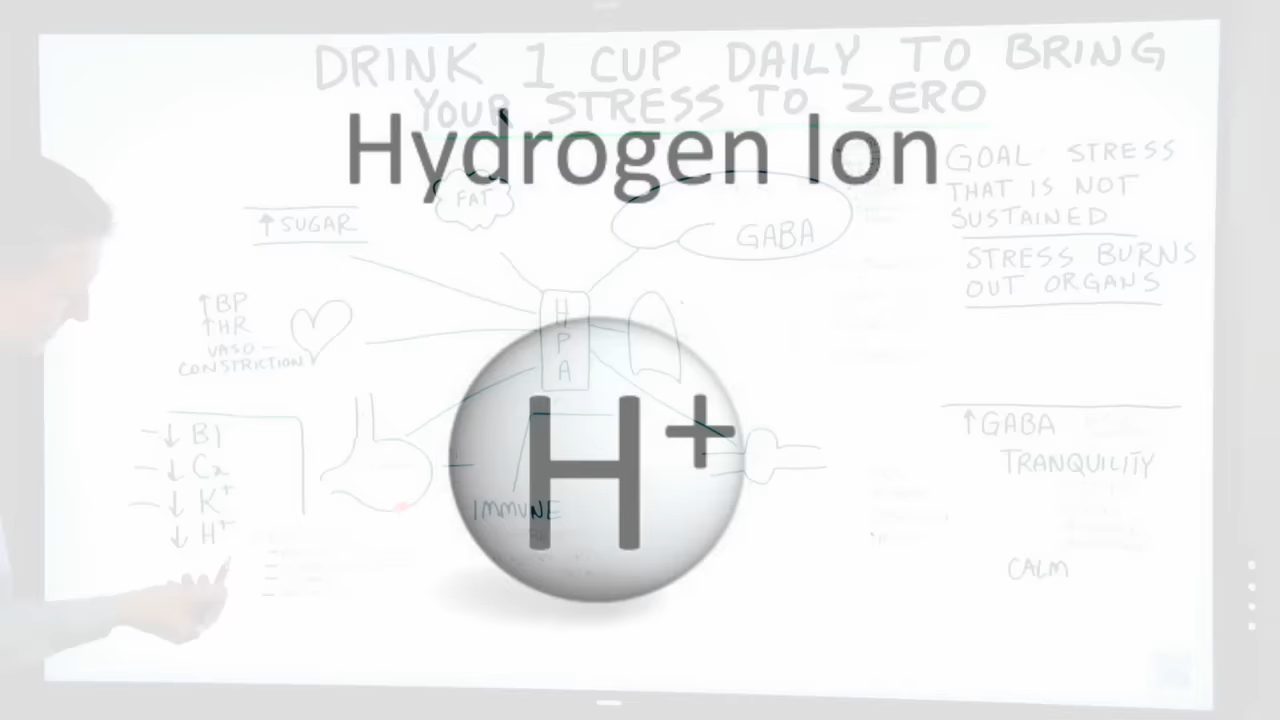 DRINK 1 CUP DAILY TO BRING
YOUR STRESS TO ZERO
Hydrogen Ion
GOAL: STRESS
THAT IS NOT
SUSTAINED
STRESS BURNS
OUT ORGANS
FAT
↑ SUGAR
GABA
↑BP
↑HR
VASO-
CONSTRICTION
H
P
A
H+
- ↓ B1
- ↓ Ca
- ↓ K+
↓ H+
IMMUNE
↑GABA
TRANQUILITY
CALM